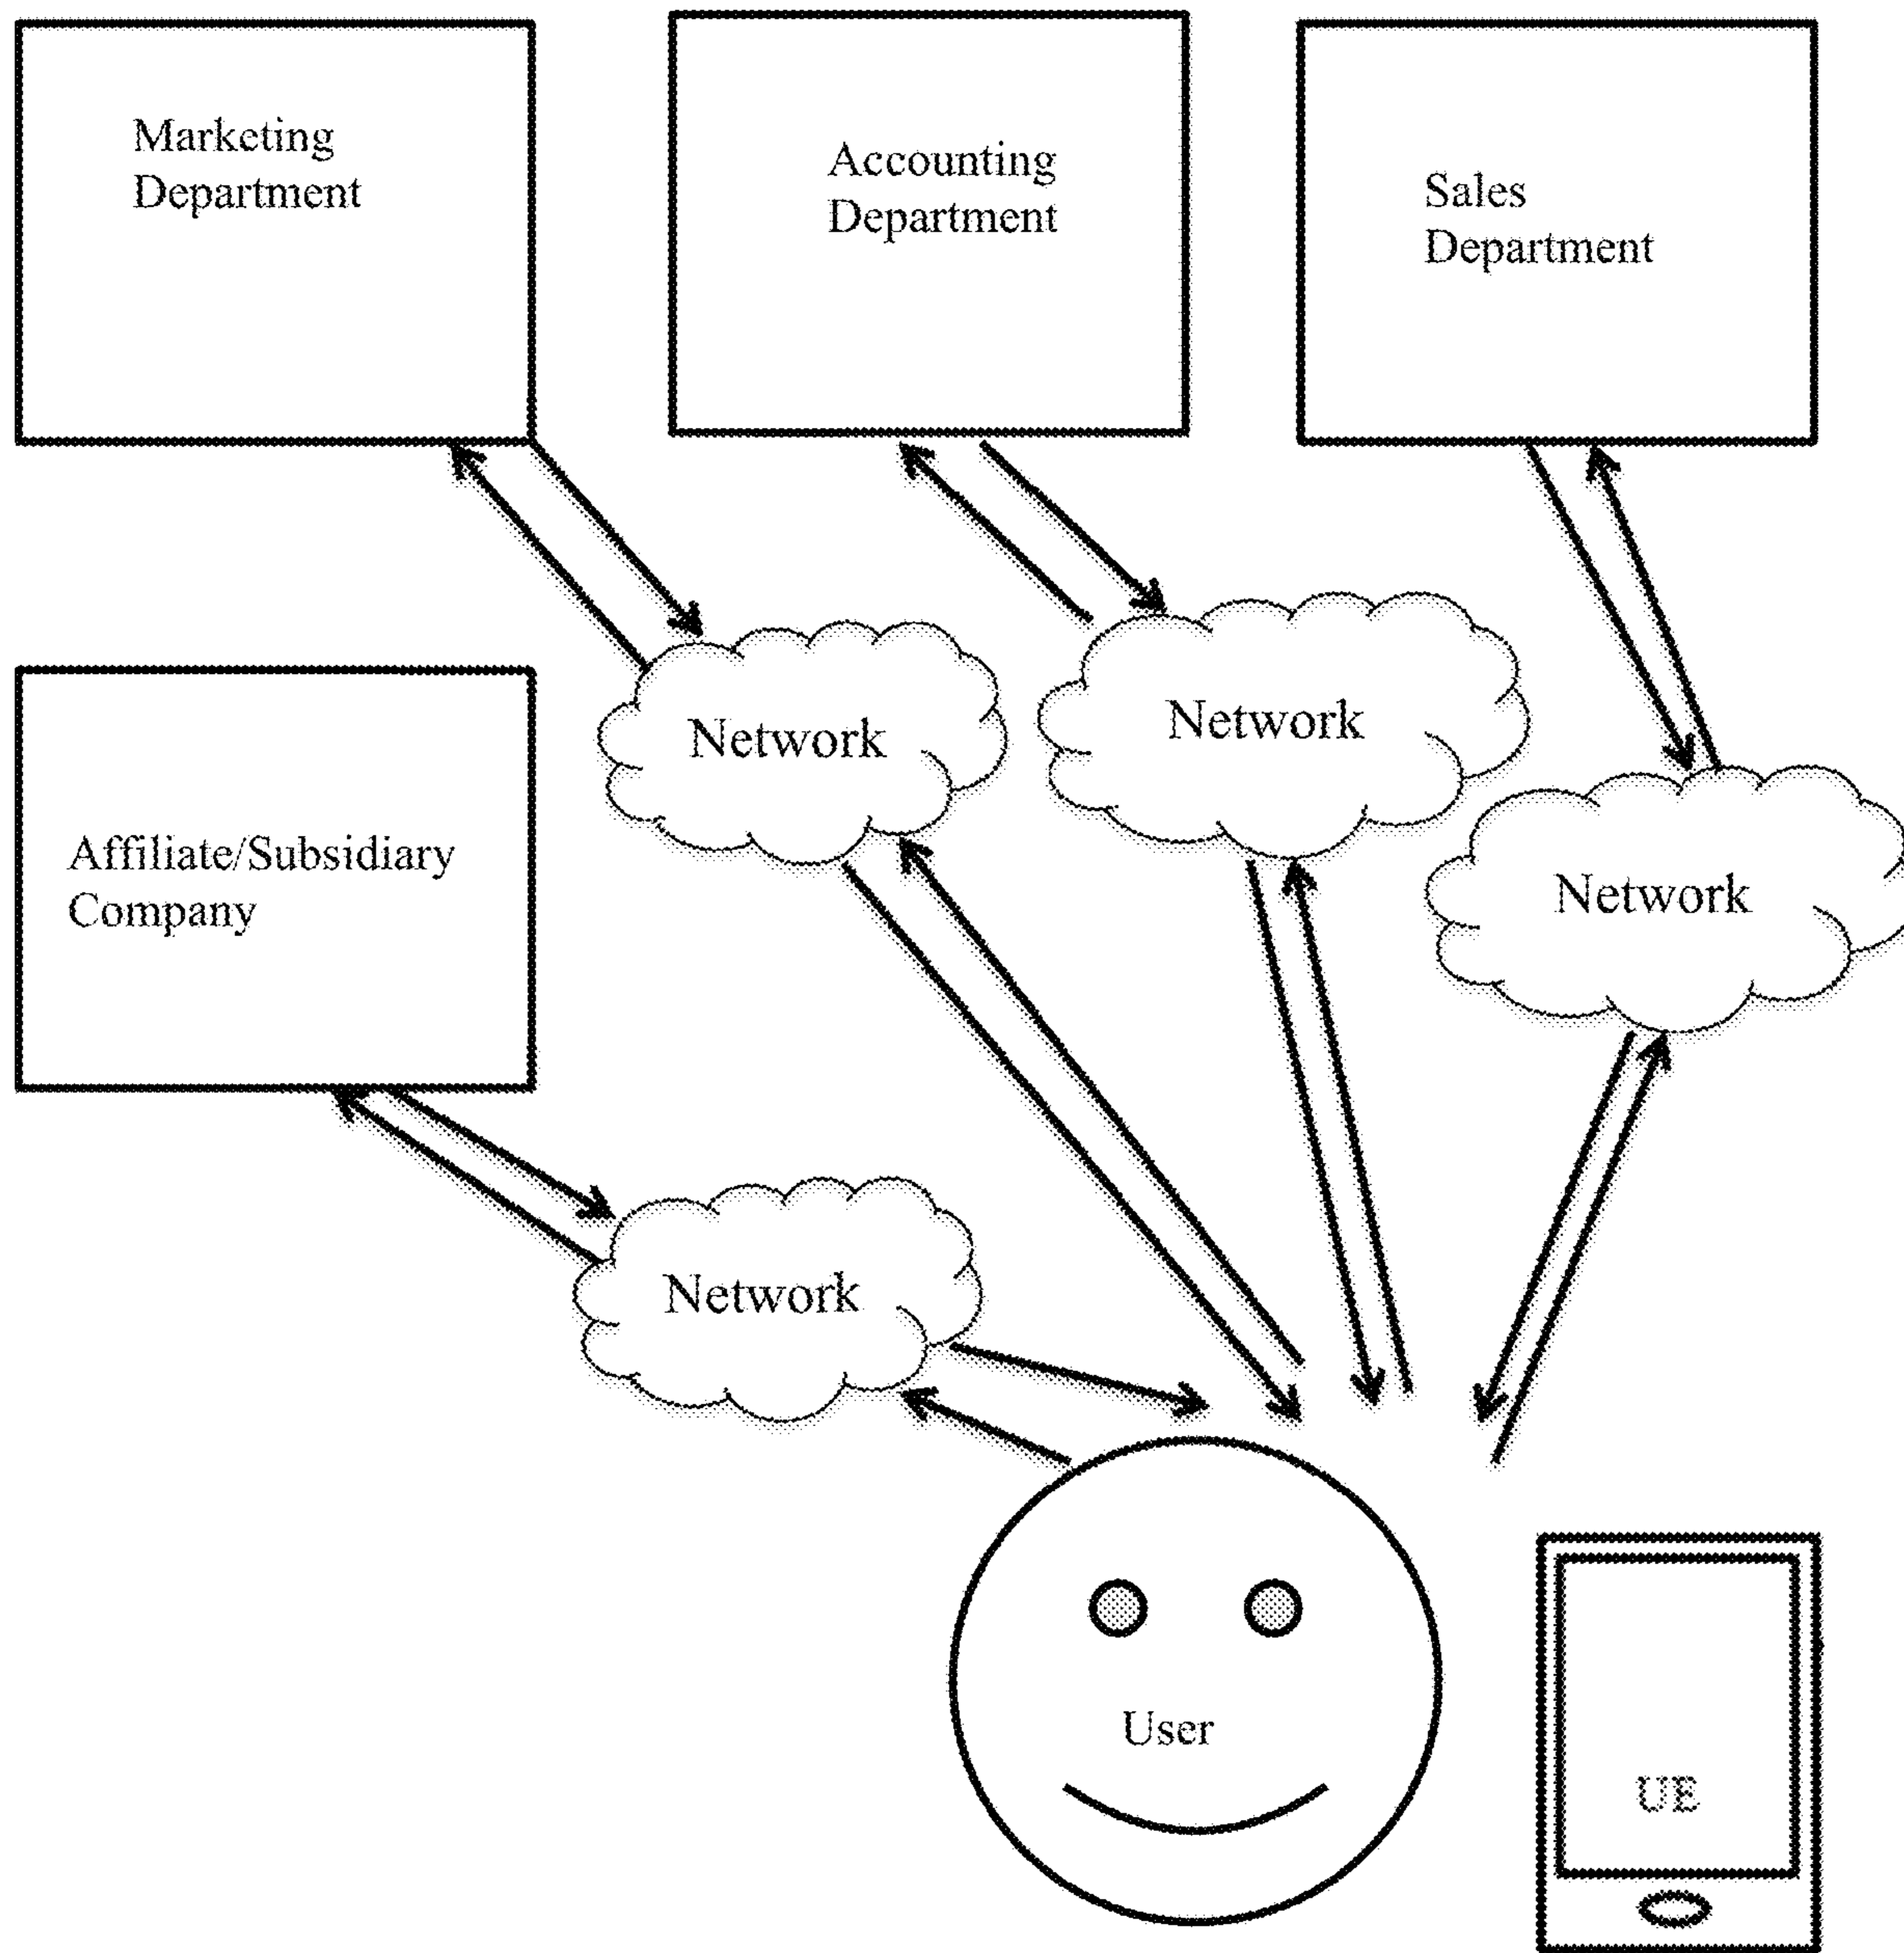 Marketing
Department
Accounting
Department
Sales
Department
Network
Network
Affiliate/Subsidiary
Company
Network
Network
User
UE